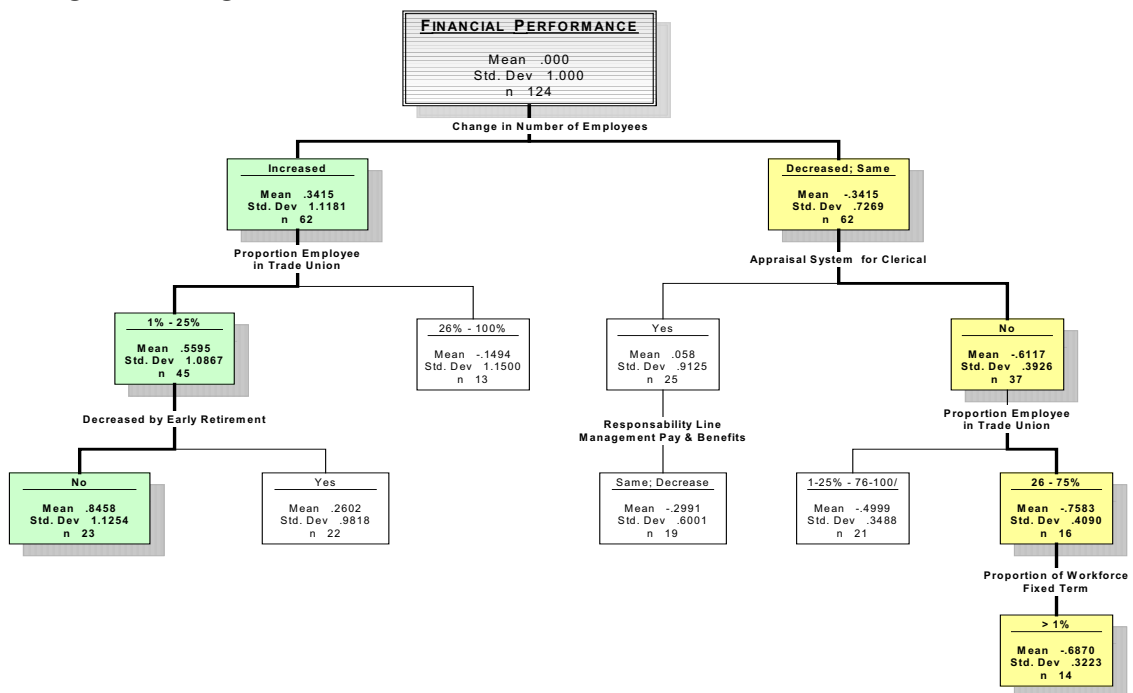 FINANCIAL PERFORMANCE
Mean .000
Std. Dev 1.000
n 124
Change in Number of Employees
Increased
Mean .3415
Std. Dev 1.1181
n 62
Decreased; Same
Mean -.3415
Std. Dev .7269
n 62
Proportion Employee
in Trade Union
Appraisal System for Clerical
1% - 25%
Mean .5595
Std. Dev 1.0867
n 45
26% - 100%
Mean -.1494
Std. Dev 1.1500
n 13
Yes
Mean .058
Std. Dev .9125
n 25
No
Mean -.6117
Std. Dev .3926
n 37
Decreased by Early Retirement
Responsability Line
Management Pay & Benefits
Proportion Employee
in Trade Union
No
Mean .8458
Std. Dev 1.1254
n 23
Yes
Mean .2602
Std. Dev .9818
n 22
Same; Decrease
Mean -.2991
Std. Dev .6001
n 19
1-25% - 76-100/
Mean -.4999
Std. Dev .3488
n 21
26 - 75%
Mean -.7583
Std. Dev .4090
n 16
Proportion of Workforce
Fixed Term
> 1%
Mean -.6870
Std. Dev .3223
n 14